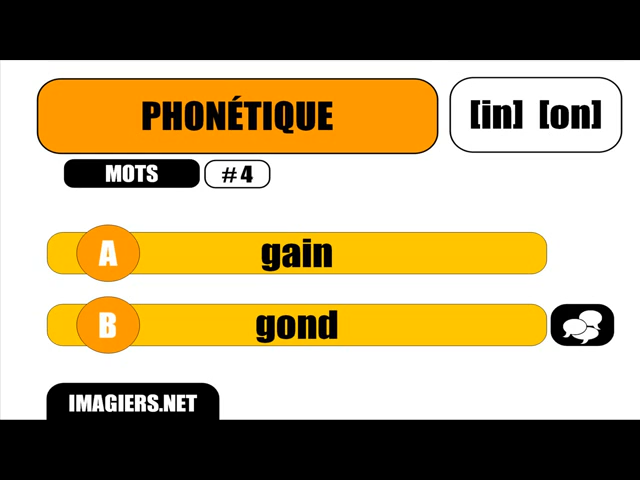 PHONÉTIQUE
[in] [on]
MOTS
#4
A gain
B gond
IMAGIERS.NET